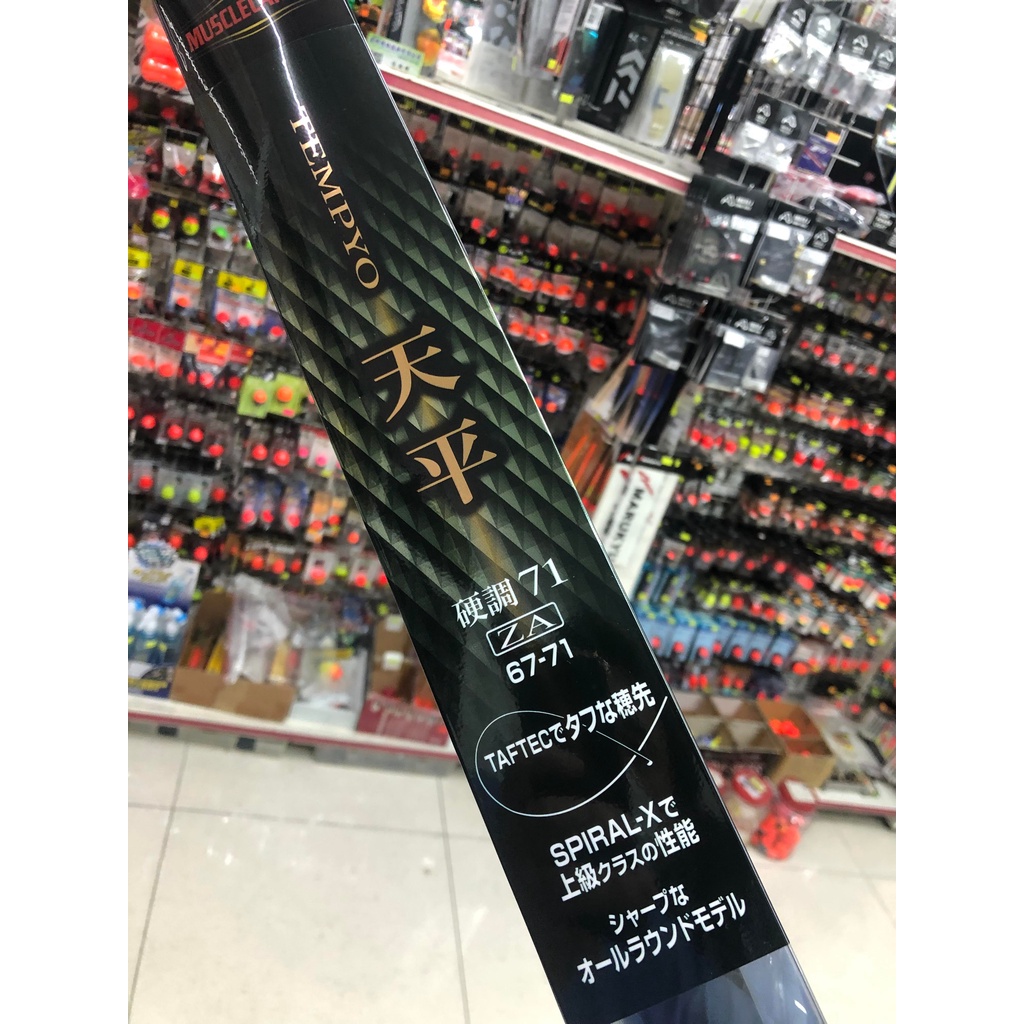 TEMPYO
天平
硬調 71
ZA
67-71
TAFTECでタフな穂先
SPIRAL-Xで
上級クラスの性能
シャープな
オールラウンドモデル